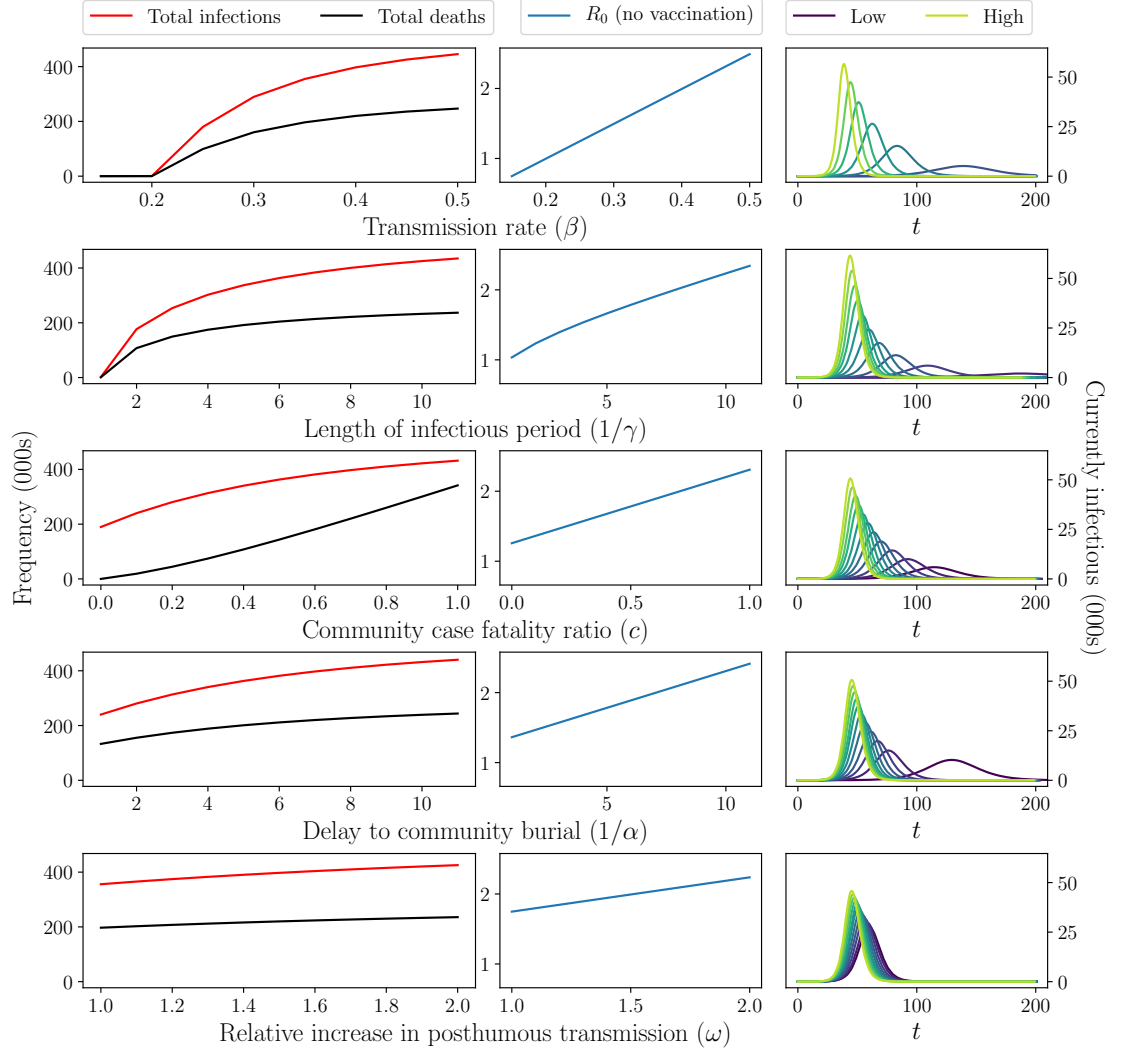 Total infections Total deaths R₀ (no vaccination) Low High
400
200
0
0.2 0.3 0.4 0.5
Transmission rate (β)
2
1
0.2 0.3 0.4 0.5
50
25
0
0 100 200
t
400
200
0
2 4 6 8 10
Length of infectious period (1/γ)
2
1
0 5 10
50
25
0
0 100 200
t
Frequency (000s)
400
200
0
0.0 0.2 0.4 0.6 0.8 1.0
Community case fatality ratio (c)
2
1
0.0 0.5 1.0
50
25
0
0 100 200
t
Currently infectious (000s)
400
200
0
2 4 6 8 10
Delay to community burial (1/α)
2
1
5 10
50
25
0
0 100 200
t
400
200
0
1.0 1.2 1.4 1.6 1.8 2.0
Relative increase in posthumous transmission (ω)
2
1
1.0 1.5 2.0
50
25
0
0 100 200
t